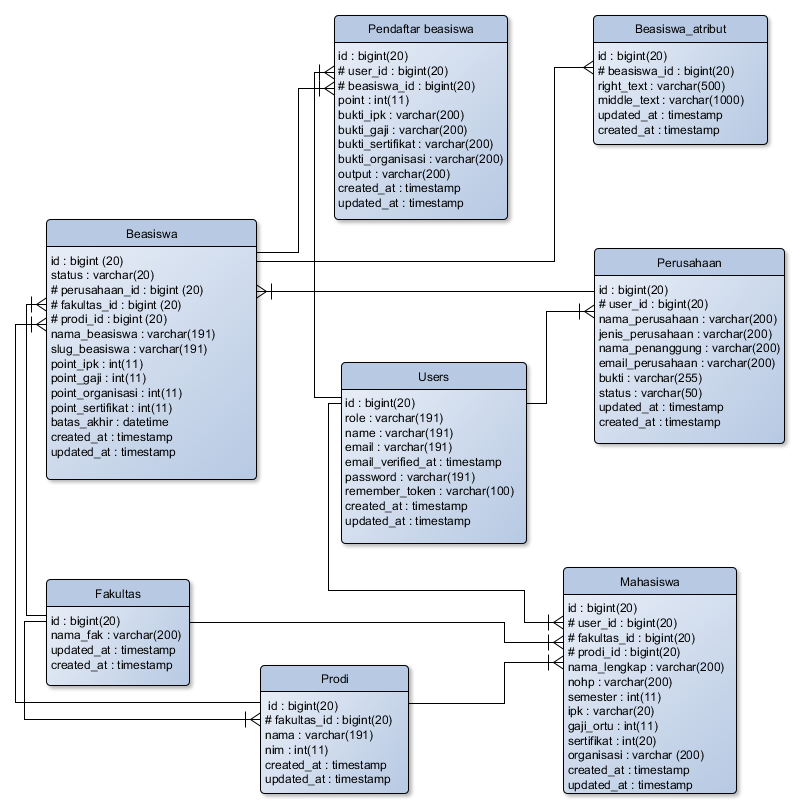 Pendaftar beasiswa
id : bigint(20)
# user_id : bigint(20)
# beasiswa_id : bigint(20)
point : int(11)
bukti_ipk : varchar(200)
bukti_gaji : varchar(200)
bukti_sertifikat : varchar(200)
bukti_organisasi : varchar(200)
output : varchar(200)
created_at : timestamp
updated_at : timestamp
Beasiswa_atribut
id : bigint(20)
# beasiswa_id : bigint(20)
right_text : varchar(500)
middle_text : varchar(1000)
updated_at : timestamp
created_at : timestamp
Beasiswa
id : bigint (20)
status : varchar(20)
# perusahaan_id : bigint (20)
# fakultas_id : bigint (20)
# prodi_id : bigint (20)
nama_beasiswa : varchar(191)
slug_beasiswa : varchar(191)
point_ipk : int(11)
point_gaji : int(11)
point_organisasi : int(11)
point_sertifikat : int(11)
batas_akhir : datetime
created_at : timestamp
updated_at : timestamp
Perusahaan
id : bigint(20)
# user_id : bigint(20)
nama_perusahaan : varchar(200)
jenis_perusahaan : varchar(200)
nama_penanggung : varchar(200)
email_perusahaan : varchar(200)
bukti : varchar(255)
status : varchar(50)
updated_at : timestamp
created_at : timestamp
Users
id : bigint(20)
role : varchar(191)
name : varchar(191)
email : varchar(191)
email_verified_at : timestamp
password : varchar(191)
remember_token : varchar(100)
created_at : timestamp
updated_at : timestamp
Fakultas
id : bigint(20)
nama_fak : varchar(200)
updated_at : timestamp
created_at : timestamp
Mahasiswa
id : bigint(20)
# user_id : bigint(20)
# fakultas_id : bigint(20)
# prodi_id : bigint(20)
nama_lengkap : varchar(200)
nohp : varchar(200)
semester : int(11)
ipk : varchar(20)
gaji_ortu : int(11)
sertifikat : int(20)
organisasi : varchar (200)
created_at : timestamp
updated_at : timestamp
Prodi
id : bigint(20)
# fakultas_id : bigint(20)
nama : varchar(191)
nim : int(11)
created_at : timestamp
updated_at : timestamp